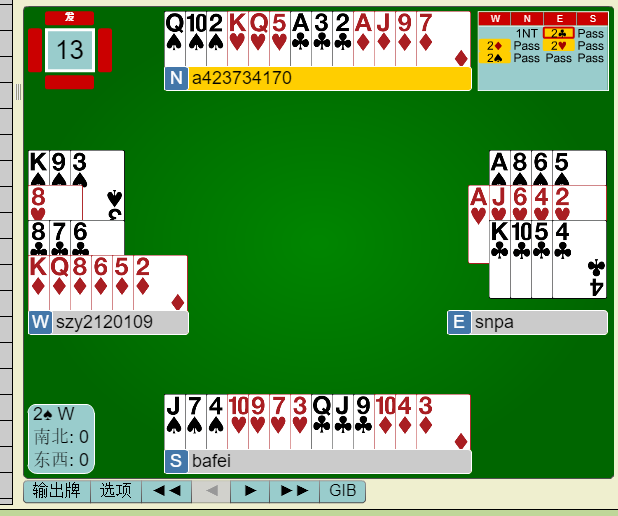 发
13
Q 10 2 K Q 5 A 3 2 A J 9 7
N a423734170
W N E S
1NT 2♣ Pass
2♦ Pass 2♥ Pass
2♠ Pass Pass Pass
K 9 3
8
8 7 6
K Q 8 6 5 2
W szy2120109
A 8 6 5
A J 6 4 2
K 10 5 4
4
E snpa
2♠ W
南北: 0
东西: 0
J 7 4 10 9 7 3 Q J 9 10 4 3
S bafei
输出牌 选项 GIB